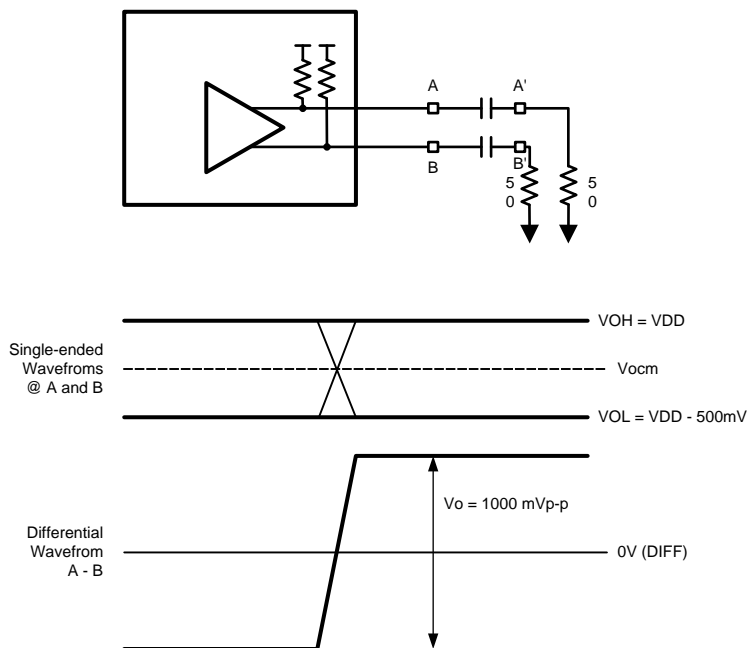 A
A'
B
B'
5
0
5
0
VOH = VDD
Single-ended
Wavefroms
@ A and B
Vocm
VOL = VDD - 500mV
Vo = 1000 mVp-p
Differential
Wavefrom
A - B
0V (DIFF)